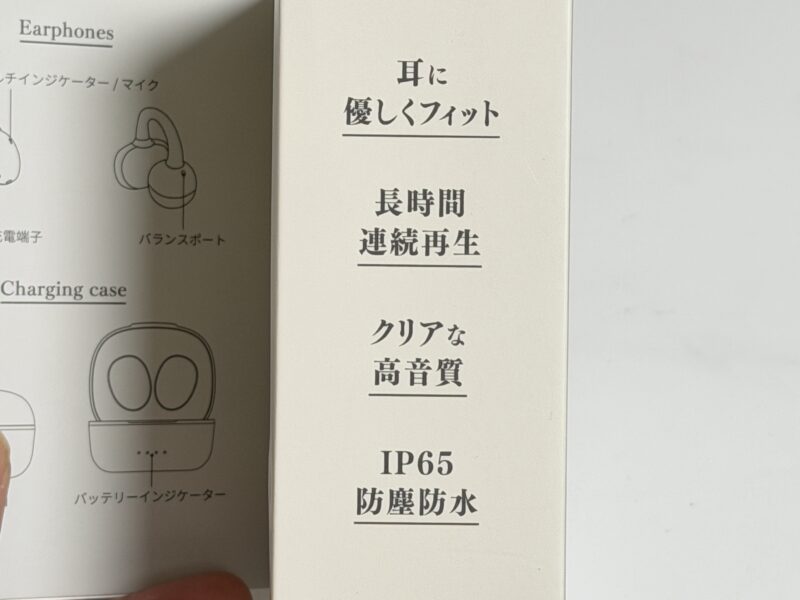 Earphones
チインジケーター / マイク
電端子
バランスポート
Charging case
バッテリーインジケーター
耳に
優しくフィット
長時間
連続再生
クリアな
高音質
IP65
防塵防水